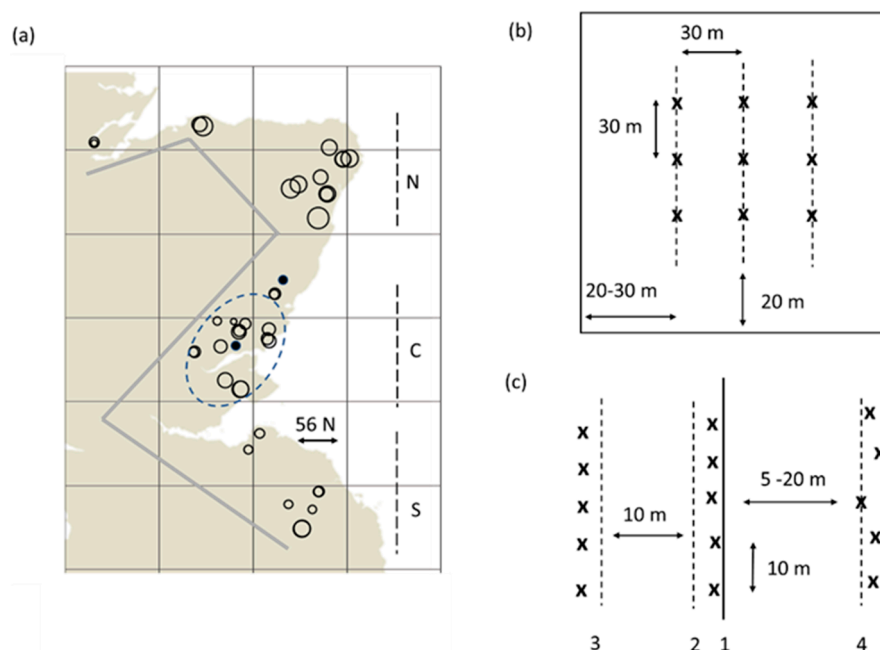 (a)
N
C
56 N
S
(b)
30 m
x x x
30 m
x x x
x x x
20-30 m
20 m
(c)
x x x
x x x
5 -20 m
x x x
10 m
x x x
10 m
x x x
3 2 1 4